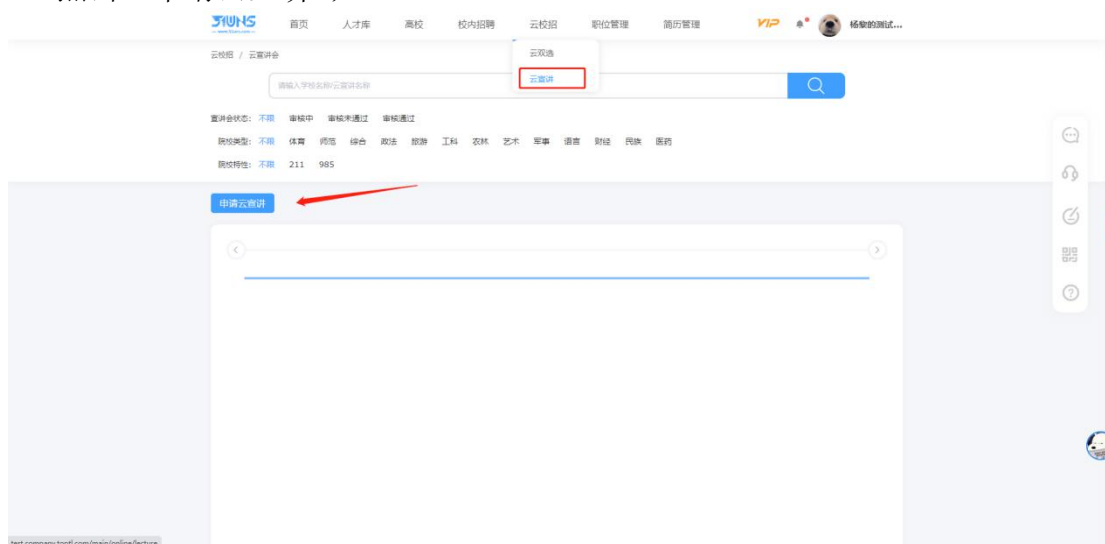 31UNS 首页 人才库 高校 校内招聘 云校招 职位管理 简历管理 VIP 杨黎的测试...
云校招 / 云宣讲会
云双选
云宣讲
请输入学校名称/云宣讲名称
宣讲会状态: 不限 审核中 审核未通过 审核通过
院校类型: 不限 体育 师范 综合 政法 旅游 工科 农林 艺术 军事 语言 财经 民族 医药
院校特性: 不限 211 985
申请云宣讲